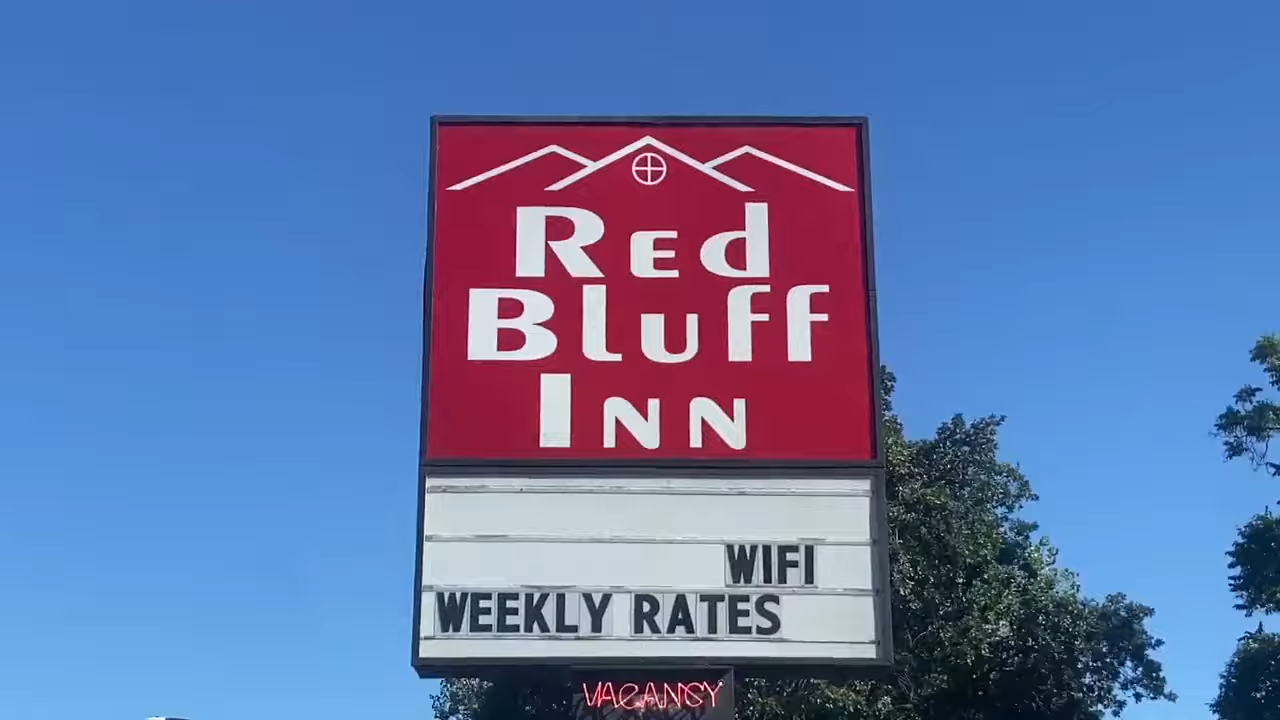 Red
Bluff
Inn
WIFI
WEEKLY RATES
VACANCY